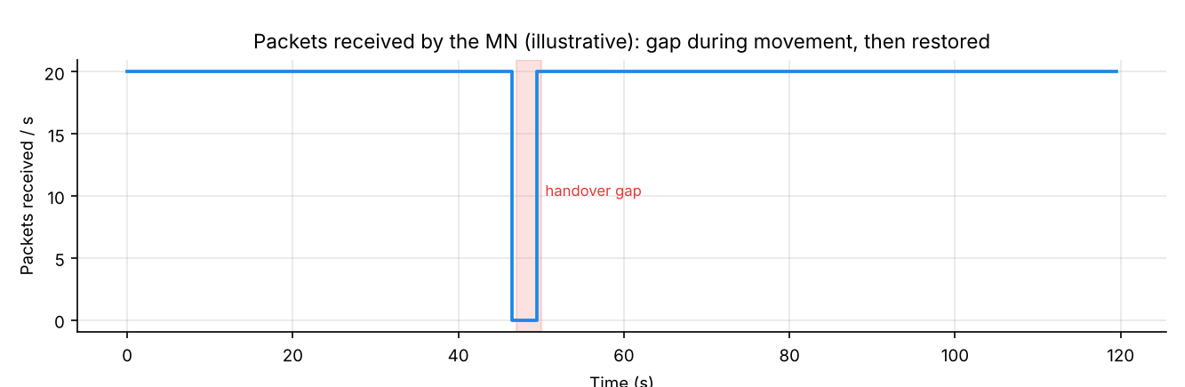 Packets received by the MN (illustrative): gap during movement, then restored
Packets received / s
20
15
10
5
0
handover gap
0 20 40 60 80 100 120
Time (s)